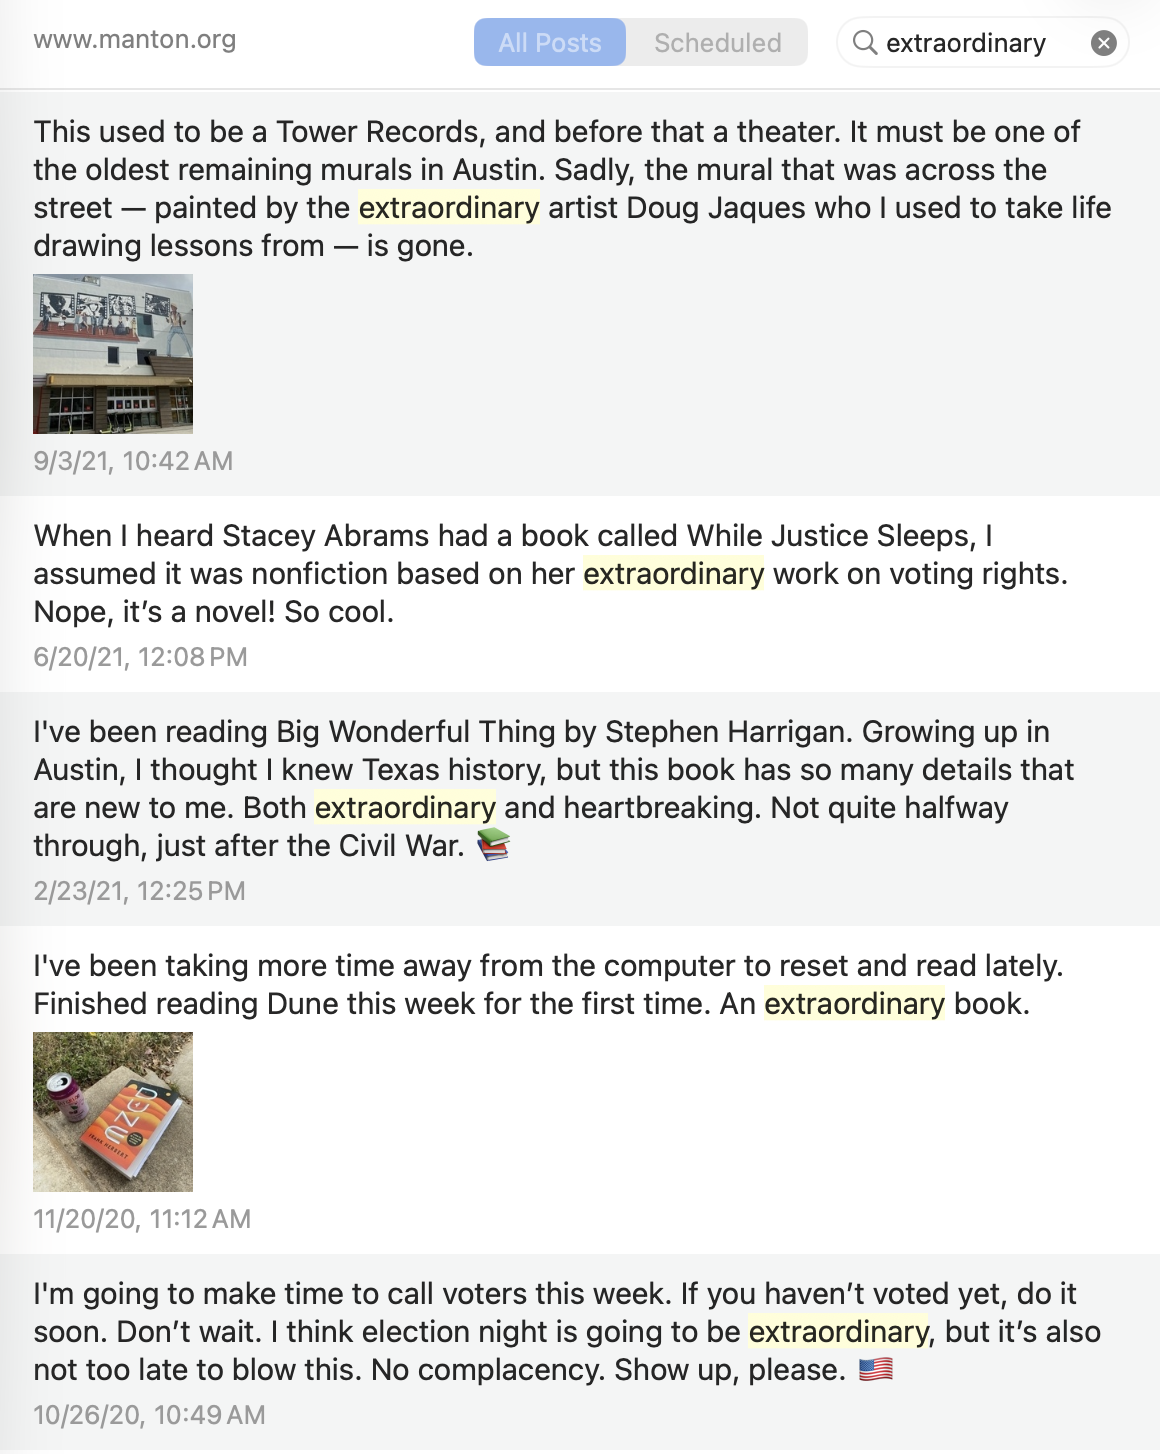 www.manton.org
All Posts
Scheduled
extraordinary
This used to be a Tower Records, and before that a theater. It must be one of
the oldest remaining murals in Austin. Sadly, the mural that was across the
street — painted by the extraordinary artist Doug Jaques who I used to take life
drawing lessons from — is gone.
9/3/21, 10:42 AM
When I heard Stacey Abrams had a book called While Justice Sleeps, I
assumed it was nonfiction based on her extraordinary work on voting rights.
Nope, it’s a novel! So cool.
6/20/21, 12:08 PM
I've been reading Big Wonderful Thing by Stephen Harrigan. Growing up in
Austin, I thought I knew Texas history, but this book has so many details that
are new to me. Both extraordinary and heartbreaking. Not quite halfway
through, just after the Civil War. 📚
2/23/21, 12:25 PM
I've been taking more time away from the computer to reset and read lately.
Finished reading Dune this week for the first time. An extraordinary book.
FRANK HERBERT
11/20/20, 11:12 AM
I'm going to make time to call voters this week. If you haven’t voted yet, do it
soon. Don’t wait. I think election night is going to be extraordinary, but it’s also
not too late to blow this. No complacency. Show up, please. 🇺🇸
10/26/20, 10:49 AM